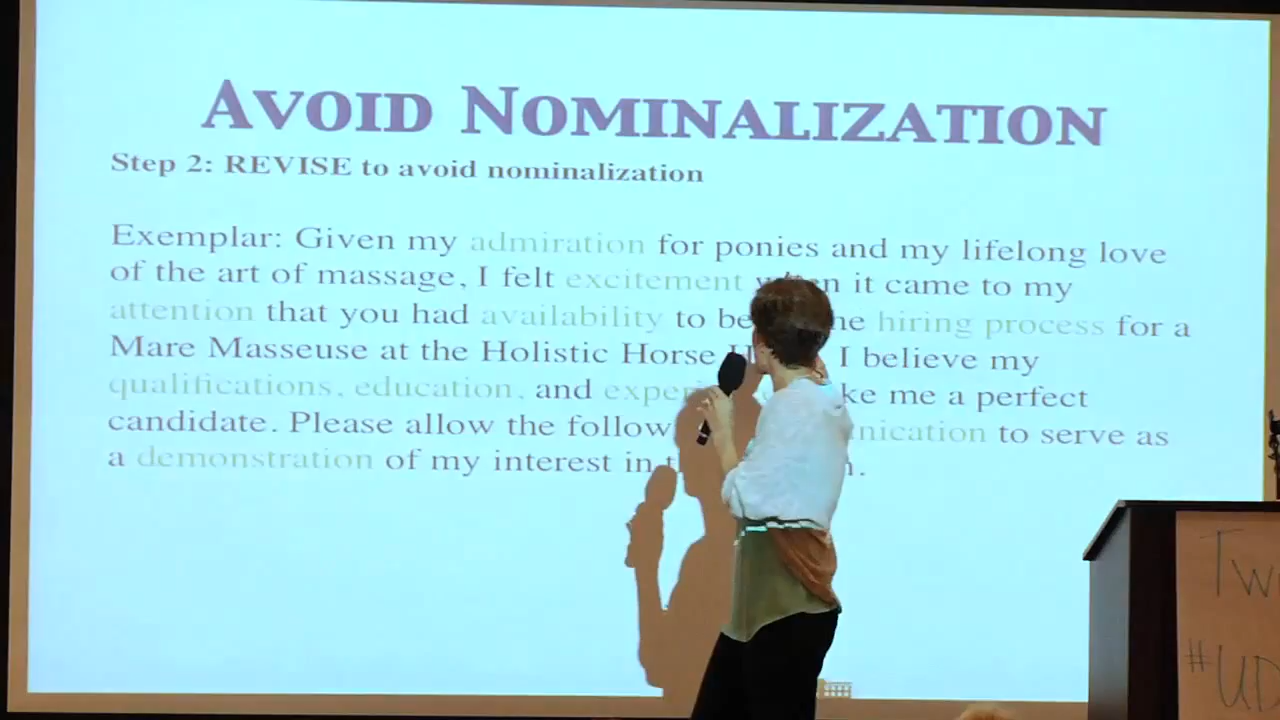 AVOID NOMINALIZATION
Step 2: REVISE to avoid nominalization
Exemplar: Given my admiration for ponies and my lifelong love
of the art of massage, I felt excitement it came to my
attention that you had availability to hiring process for a
Mare Masseuse at the Holistic Horse I believe my
qualifications, education, and me a perfect
candidate. Please allow the to serve as
a demonstration of my interest in
#UD